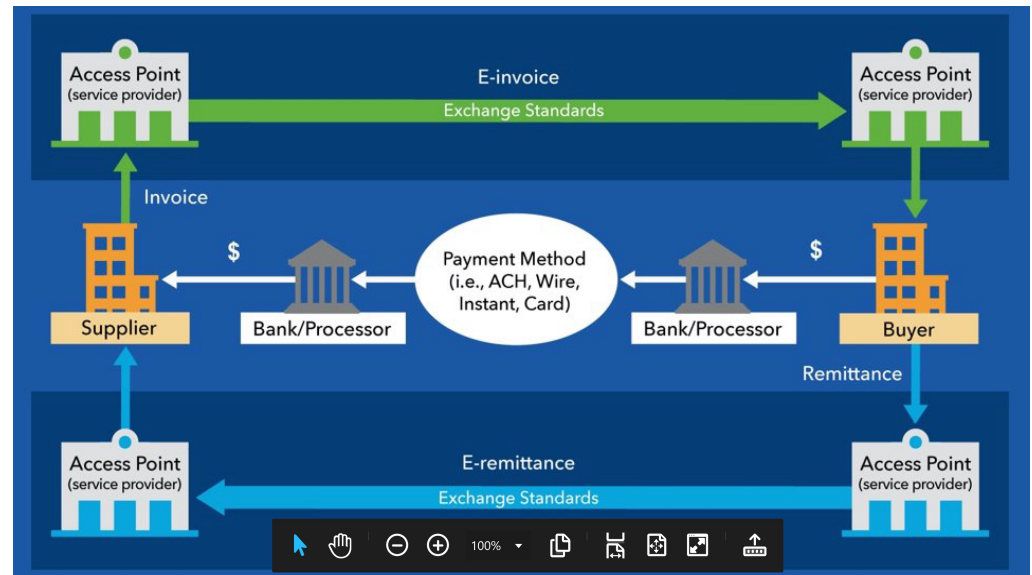 Access Point
(service provider)
E-invoice
Exchange Standards
Access Point
(service provider)
Invoice
$
Payment Method
(i.e., ACH, Wire,
Instant, Card)
$
Supplier
Bank/Processor
Bank/Processor
Buyer
Remittance
Access Point
(service provider)
E-remittance
Exchange Standards
Access Point
(service provider)
100%